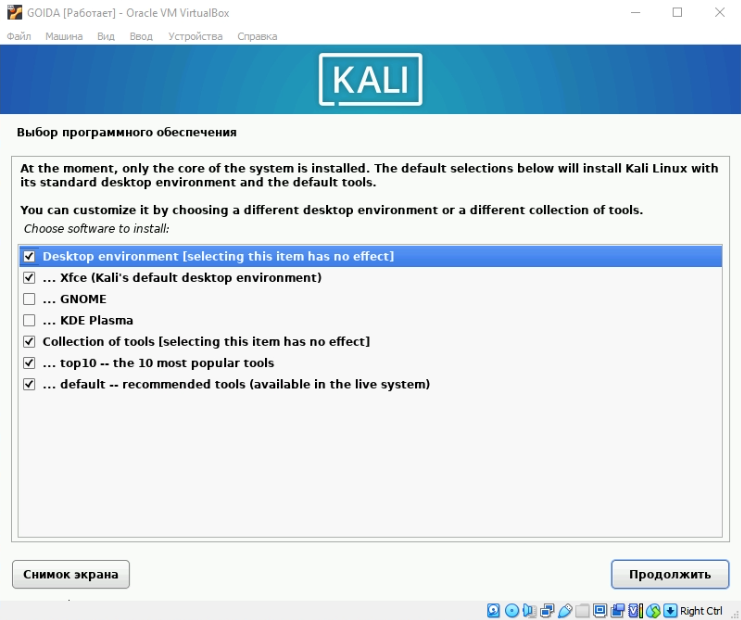 GOIDA [Работает] - Oracle VM VirtualBox
Файл Машина Вид Ввод Устройства Справка
KALI
Выбор программного обеспечения
At the moment, only the core of the system is installed. The default selections below will install Kali Linux with
its standard desktop environment and the default tools.
You can customize it by choosing a different desktop environment or a different collection of tools.
Choose software to install:
Desktop environment [selecting this item has no effect]
... Xfce (Kali's default desktop environment)
... GNOME
... KDE Plasma
Collection of tools [selecting this item has no effect]
... top10 -- the 10 most popular tools
... default -- recommended tools (available in the live system)
Снимок экрана Продолжить
Right Ctrl